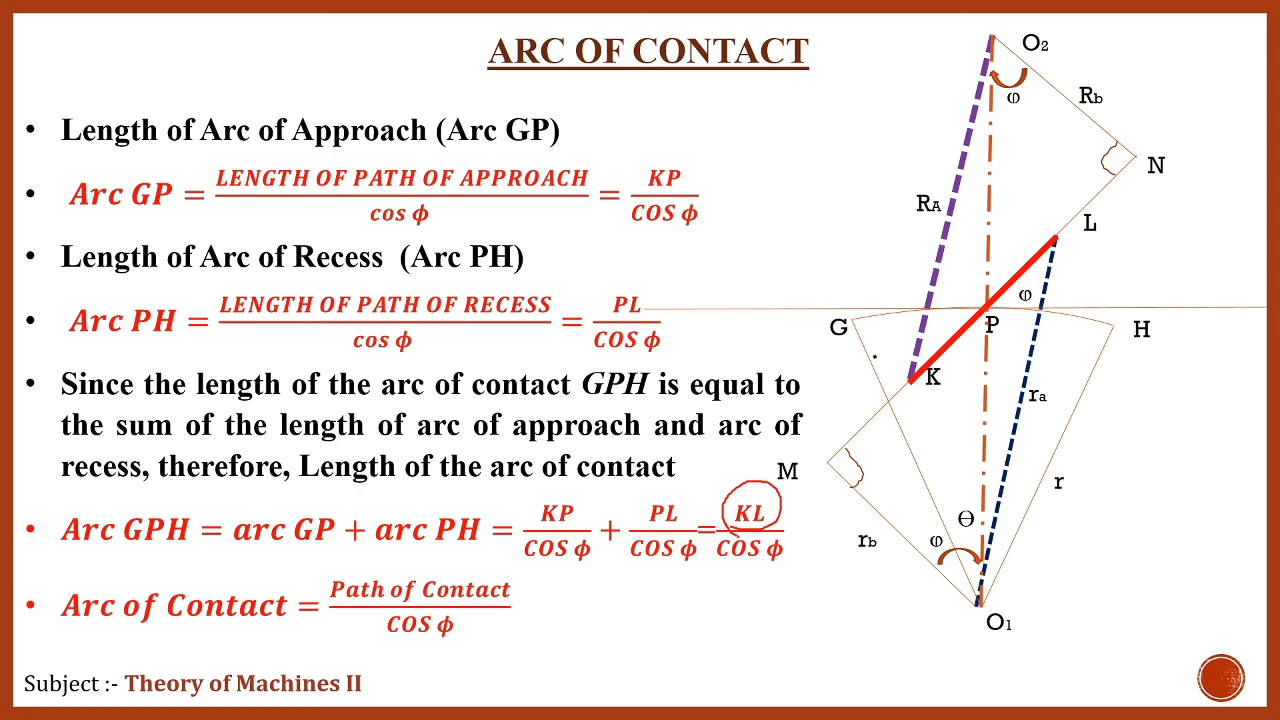 ARC OF CONTACT
• Length of Arc of Approach (Arc GP)
• Arc GP = LENGTH OF PATH OF APPROACH / cos ϕ = KP / COS ϕ
• Length of Arc of Recess (Arc PH)
• Arc PH = LENGTH OF PATH OF RECESS / cos ϕ = PL / COS ϕ
• Since the length of the arc of contact GPH is equal to
the sum of the length of arc of approach and arc of
recess, therefore, Length of the arc of contact
• Arc GPH = arc GP + arc PH = KP / COS ϕ + PL / COS ϕ = KL / COS ϕ
• Arc of Contact = Path of Contact / COS ϕ
O2
φ
Rb
N
RA
L
φ
G
P
H
K
ra
M
r
Θ
rb
φ
O1
Subject :- Theory of Machines II